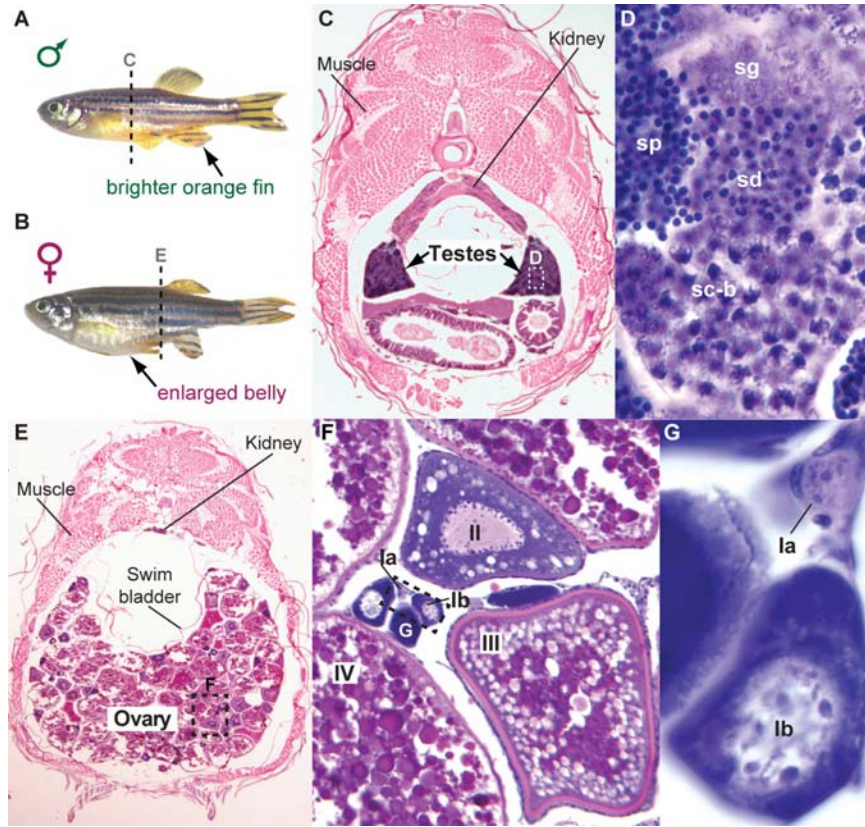 A
♂
C
brighter orange fin
B
♀
E
enlarged belly
C
Kidney
Muscle
Testes
D
D
sg
sp
sd
sc-b
E
Kidney
Muscle
Swim
bladder
F
Ovary
F
II
Ia
Ib
G
III
IV
G
Ia
Ib